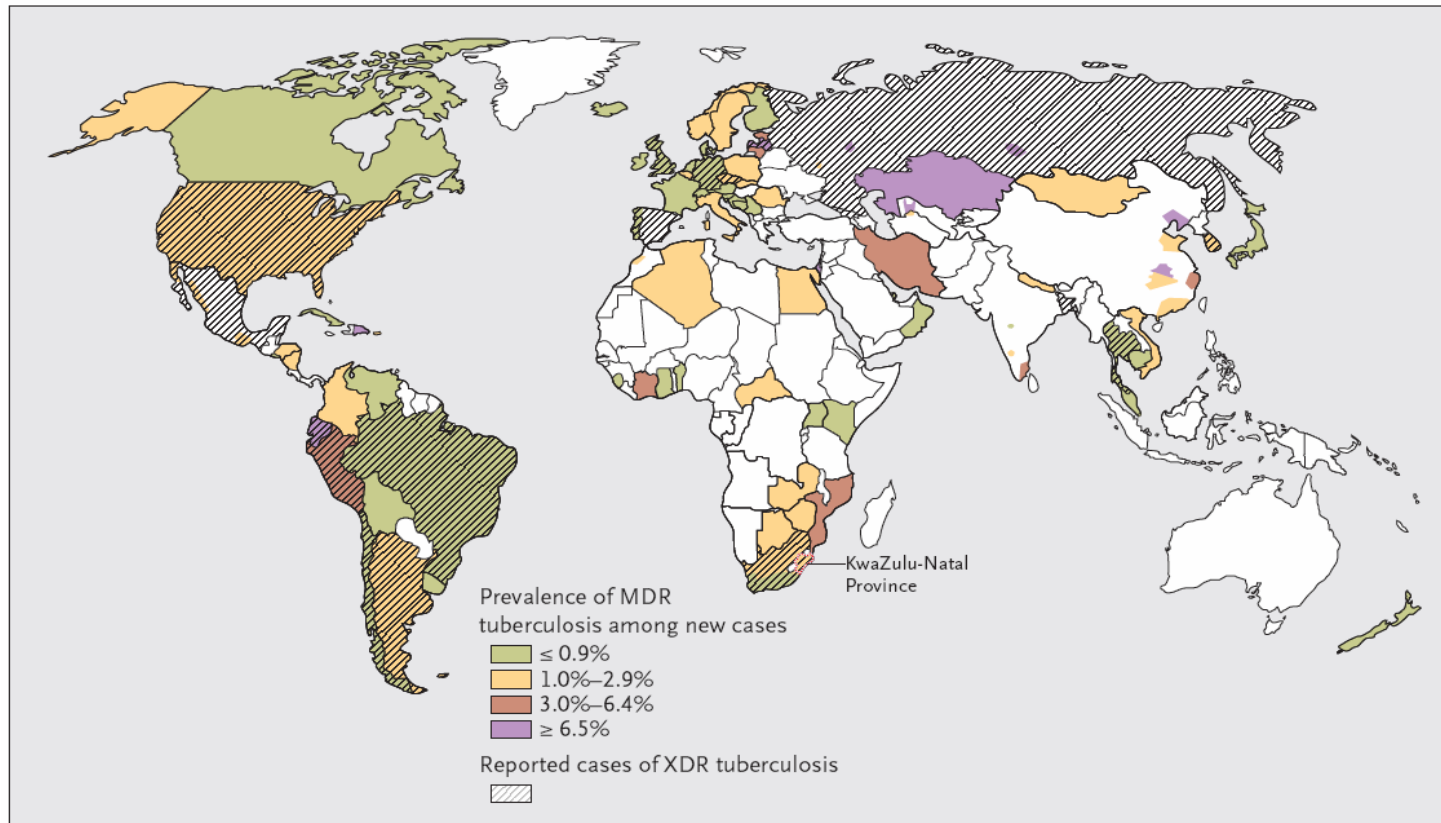 KwaZulu-Natal
Province
Prevalence of MDR
tuberculosis among new cases
≤ 0.9%
1.0%–2.9%
3.0%–6.4%
≥ 6.5%
Reported cases of XDR tuberculosis